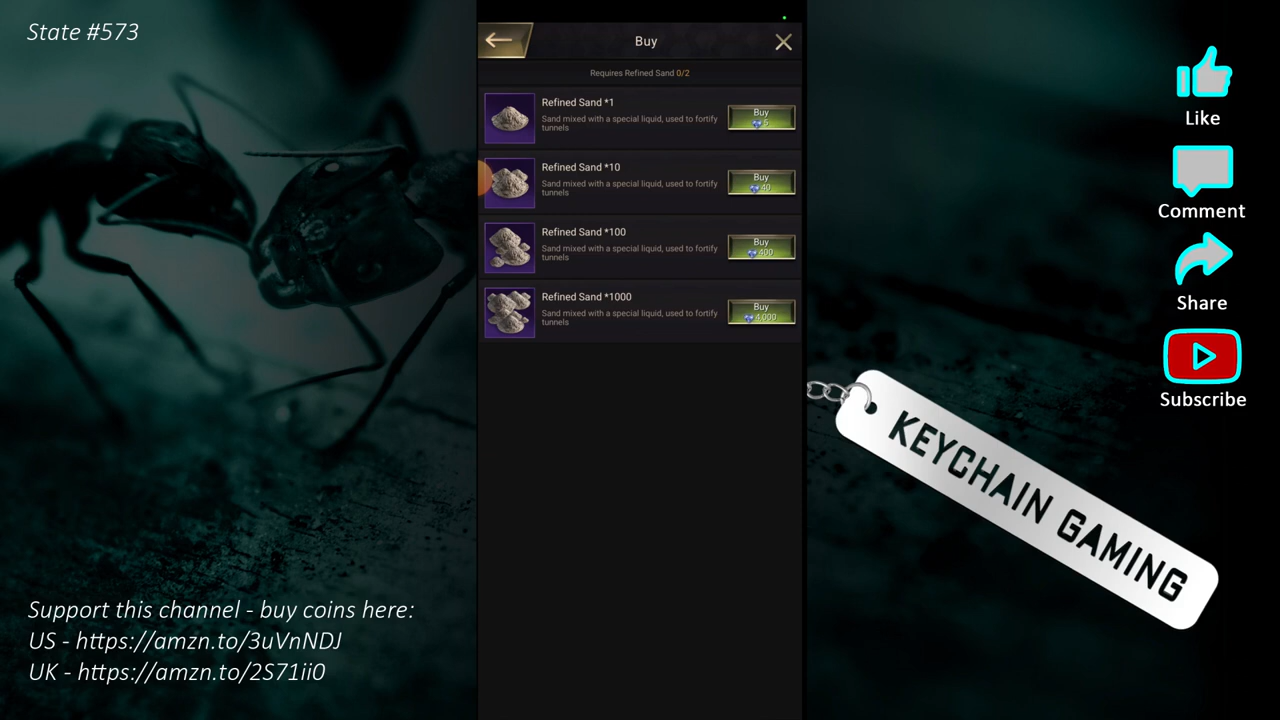 State #573
Buy
Requires Refined Sand 0/2
Refined Sand *1
Sand mixed with a special liquid, used to fortify
tunnels
Buy
5
Refined Sand *10
Sand mixed with a special liquid, used to fortify
tunnels
Buy
40
Refined Sand *100
Sand mixed with a special liquid, used to fortify
tunnels
Buy
400
Refined Sand *1000
Sand mixed with a special liquid, used to fortify
tunnels
Buy
4,000
Like
Comment
Share
Subscribe
KEYCHAIN GAMING
Support this channel - buy coins here:
US - https://amzn.to/3uVnNDJ
UK - https://amzn.to/2S71ii0